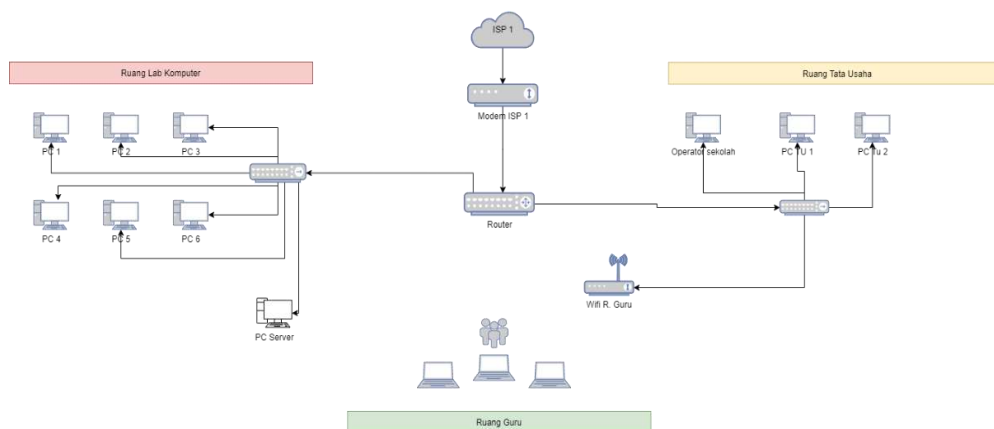 ISP 1
Ruang Lab Komputer
Ruang Tata Usaha
Modem ISP 1
PC 1
PC 2
PC 3
Operator sekolah
PC TU 1
PC Tu 2
PC 4
PC 5
PC 6
Router
Wifi R. Guru
PC Server
Ruang Guru